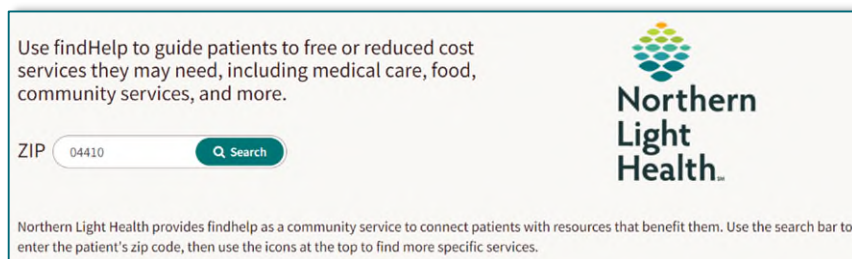 Use findHelp to guide patients to free or reduced cost
services they may need, including medical care, food,
community services, and more.
ZIP 04410 Search
Northern
Light
Health
SM
Northern Light Health provides findhelp as a community service to connect patients with resources that benefit them. Use the search bar to
enter the patient's zip code, then use the icons at the top to find more specific services.